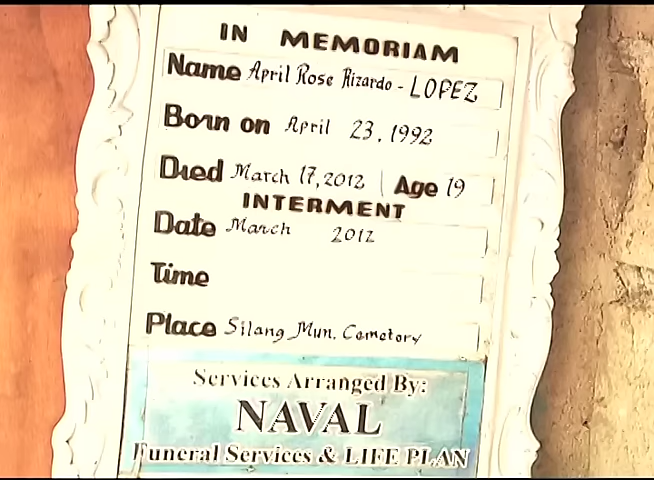 IN MEMORIAM
Name April Rose Rizardo - LOPEZ
Born on April 23, 1992
Died March 17, 2012 | Age 19
INTERMENT
Date March 2012
Time
Place Silang Mun. Cemetery
Services Arranged By:
NAVAL
Funeral Services & LIFE PLAN